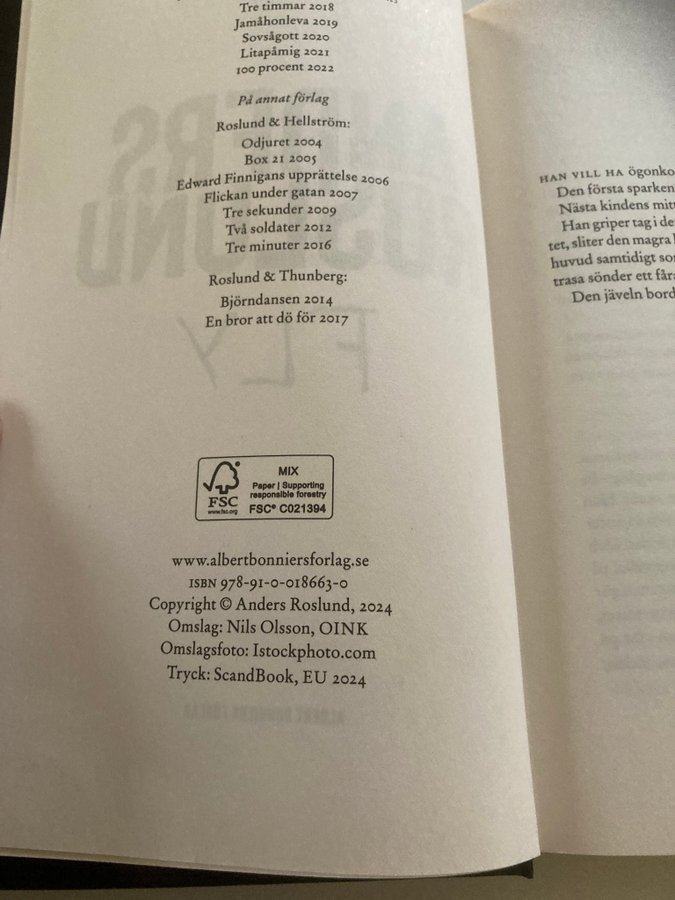 Tre timmar 2018
Jamåhonleva 2019
Sovsågott 2020
Litapåmig 2021
100 procent 2022
På annat förlag
Roslund & Hellström:
Odjuret 2004
Box 21 2005
Edward Finnigans upprättelse 2006
Flickan under gatan 2007
Tre sekunder 2009
Två soldater 2012
Tre minuter 2016
Roslund & Thunberg:
Björndansen 2014
En bror att dö för 2017
MIX
Paper | Supporting
responsible forestry
FSC
www.fsc.org
FSC® C021394
www.albertbonniersforlag.se
ISBN 978-91-0-018663-0
Copyright © Anders Roslund, 2024
Omslag: Nils Olsson, OINK
Omslagsfoto: Istockphoto.com
Tryck: ScandBook, EU 2024
HAN VILL HA ögonko
Den första sparken
Nästa kindens mitt
Han griper tag i de
tet, sliter den magra
huvud samtidigt so
trasa sönder ett får
Den jäveln bord